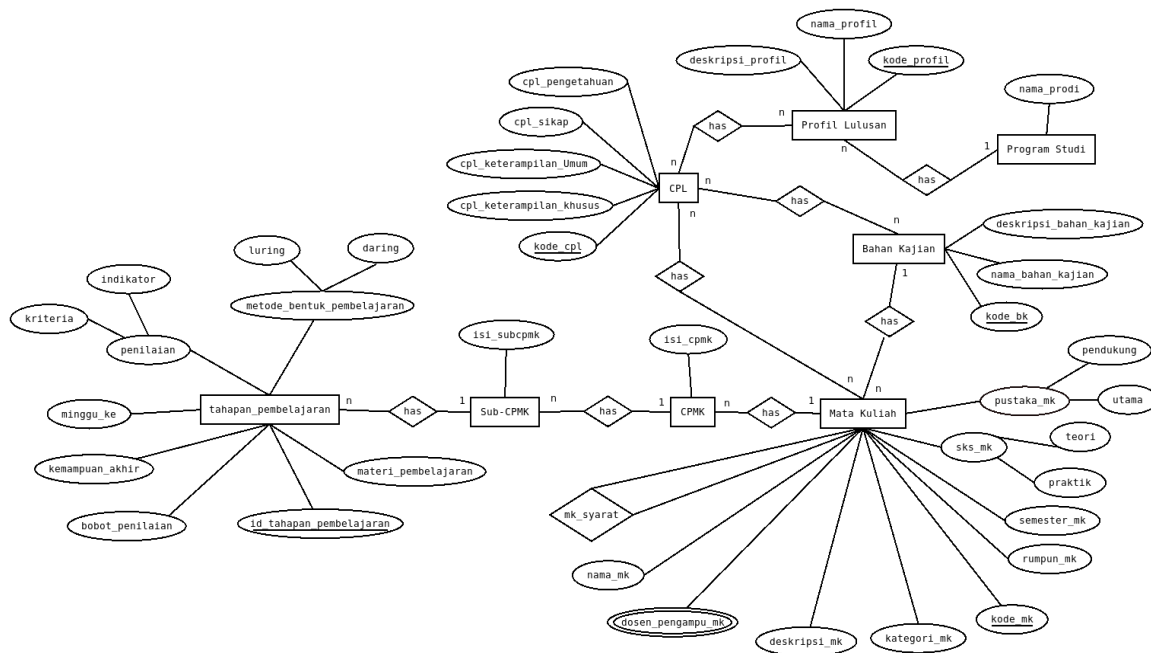 nama_profil
deskripsi_profil
kode_profil
cpl_pengetahuan
nama_prodi
cpl_sikap
n
has
n
Profil Lulusan
n
1
Program Studi
has
cpl_keterampilan_Umum
n
CPL
n
n
has
n
cpl_keterampilan_khusus
kode_cpl
deskripsi_bahan_kajian
Bahan Kajian
1
nama_bahan_kajian
kode_bk
has
has
luring
daring
indikator
metode_bentuk_pembelajaran
kriteria
penilaian
isi_subcpmk
isi_cpmk
pendukung
n
n
minggu_ke
tahapan_pembelajaran
n
has
1
Sub-CPMK
n
has
1
CPMK
n
has
1
Mata Kuliah
pustaka_mk
utama
teori
sks_mk
praktik
kemampuan_akhir
materi_pembelajaran
bobot_penilaian
id_tahapan_pembelajaran
mk_syarat
semester_mk
rumpun_mk
nama_mk
dosen_pengampu_mk
deskripsi_mk
kategori_mk
kode_mk